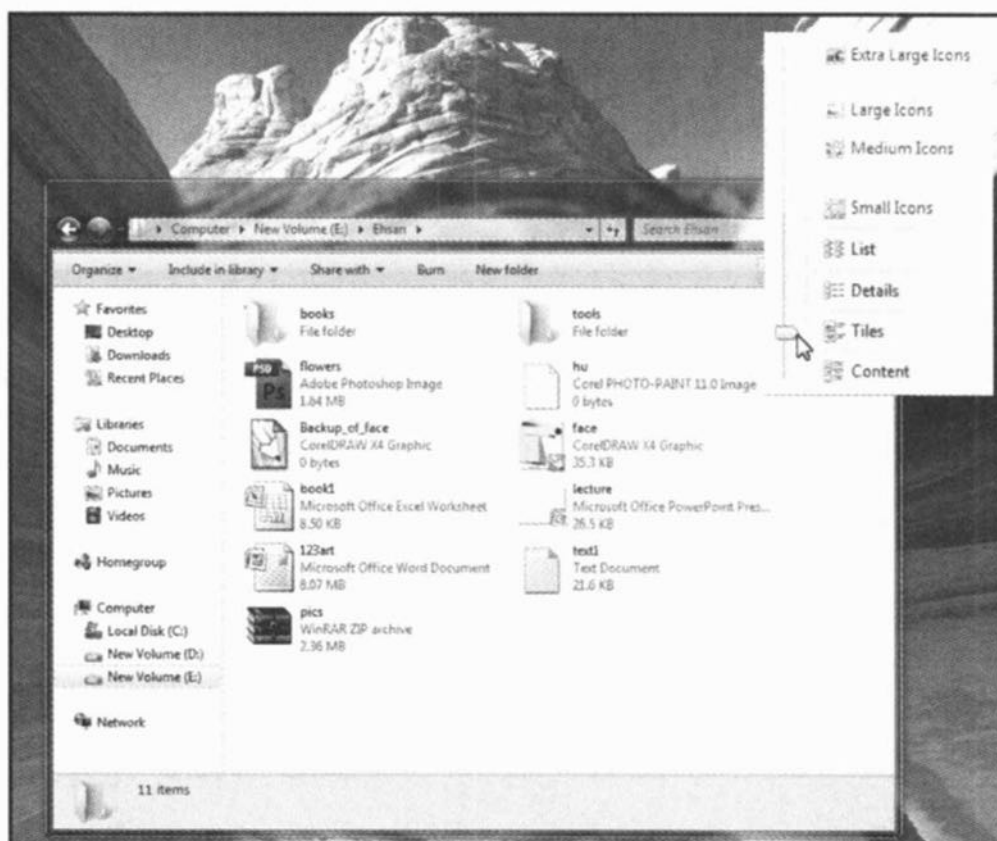 Extra Large Icons
Large Icons
Medium Icons
Small Icons
List
Details
Tiles
Content
Computer New Volume (E:) Ehsan Search Ehsan
Organize Include in library Share with Burn New folder
Favorites
Desktop
Downloads
Recent Places
Libraries
Documents
Music
Pictures
Videos
Homegroup
Computer
Local Disk (C:)
New Volume (D:)
New Volume (E:)
Network
books
File folder
tools
File folder
PSD
Ps
flowers
Adobe Photoshop Image
1.64 MB
hu
Corel PHOTO-PAINT 11.0 Image
0 bytes
Backup_of_face
CorelDRAW X4 Graphic
0 bytes
face
CorelDRAW X4 Graphic
35.3 KB
book1
Microsoft Office Excel Worksheet
8.50 KB
lecture
Microsoft Office PowerPoint Pres...
26.5 KB
123art
Microsoft Office Word Document
8.07 MB
text1
Text Document
21.6 KB
pics
WinRAR ZIP archive
2.36 MB
11 items